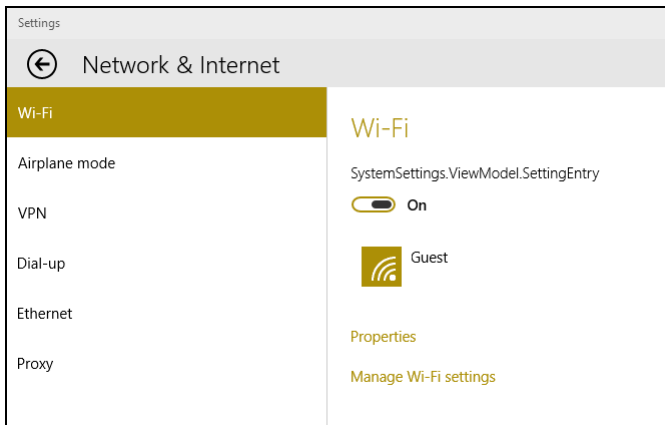 Settings
Network & Internet
Wi-Fi
Airplane mode
VPN
Dial-up
Ethernet
Proxy
Wi-Fi
SystemSettings.ViewModel.SettingEntry
On
Guest
Properties
Manage Wi-Fi settings